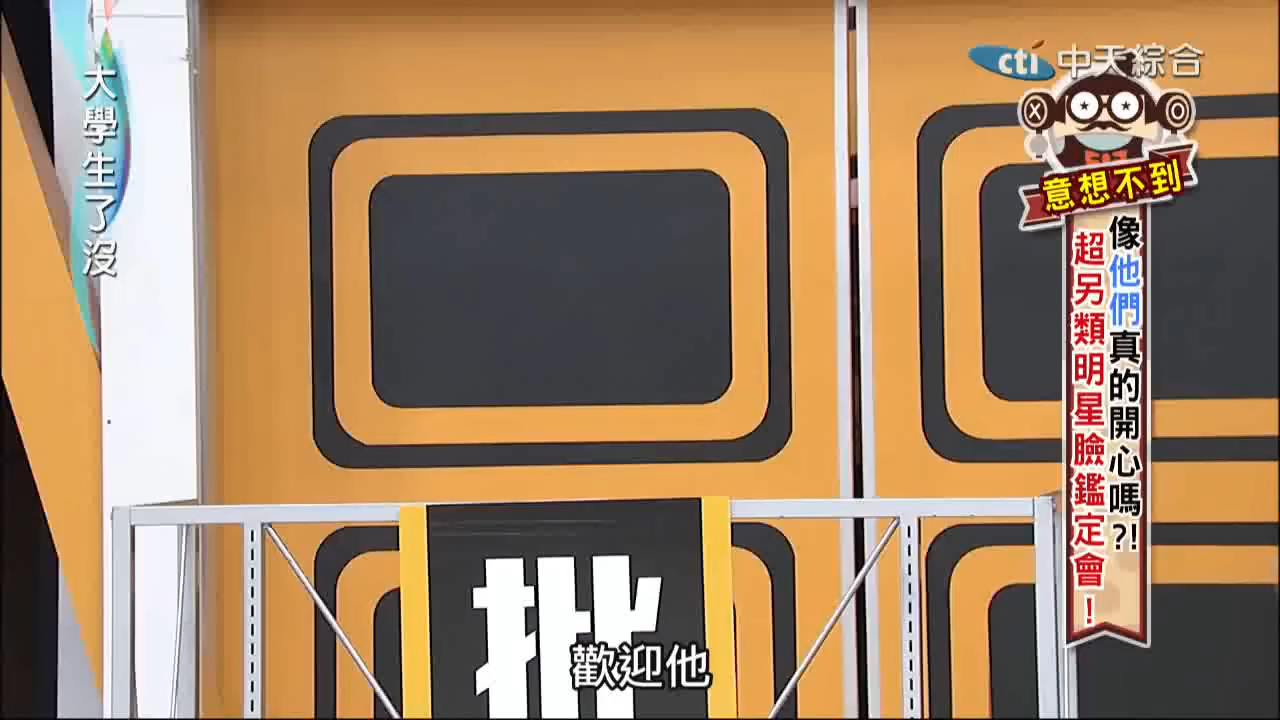 大學生了沒
cti 中天綜合
意想不到
像他們真的開心嗎?!
超另類明星臉鑑定會！
批
歡迎他